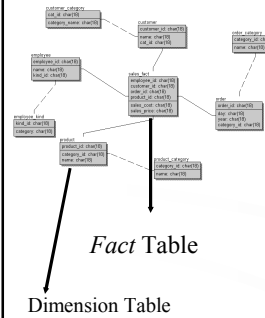 customer_category
cat_id: char(18)
category_name: char(18)
customer
customer_id: char(18)
name: char(18)
cat_id: char(18)
order_category
category_id: cha
name: char(18)
employee
employee_id: char(18)
name: char(18)
kind_id: char(18)
sales_fact
employee_id: char(18)
customer_id: char(18)
order_id: char(18)
product_id: char(18)
sales_cost: char(18)
sales_price: char(18)
order
order_id: char(18)
day: char(18)
year: char(18)
category_id: char(18)
employee_kind
kind_id: char(18)
category: char(18)
product
product_id: char(18)
category_id: char(18)
name: char(18)
product_category
category_id: char(18)
name: char(18)
Fact Table
Dimension Table